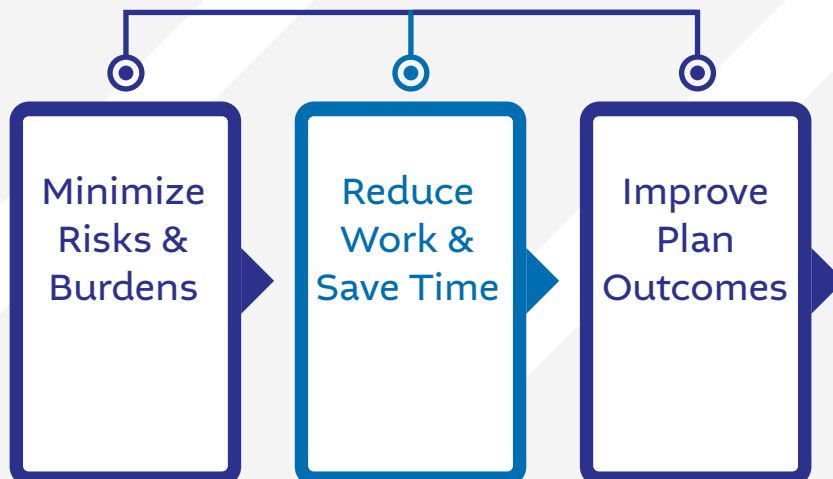 Minimize
Risks &
Burdens
Reduce
Work &
Save Time
Improve
Plan
Outcomes